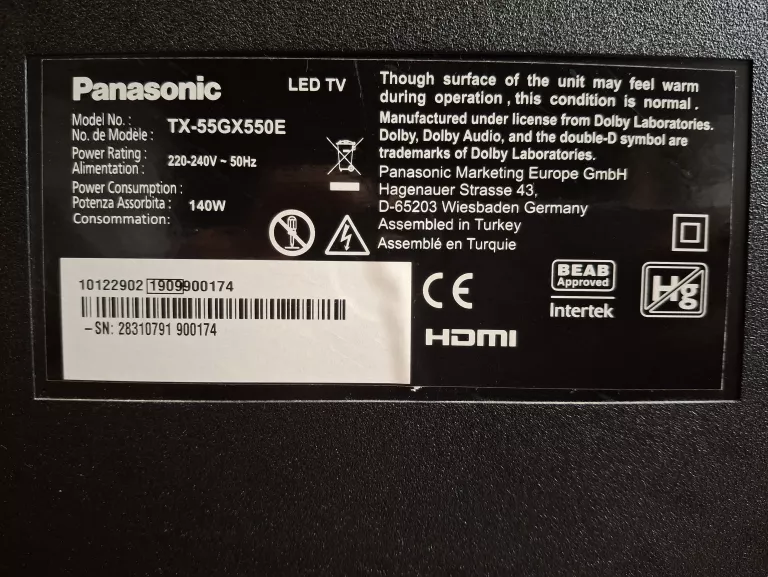 Panasonic
LED TV
Model No. :
No. de Modèle :
TX-55GX550E
Power Rating :
Alimentation :
220-240V ~ 50Hz
Power Consumption :
Potenza Assorbita :
Consommation:
140W
Though surface of the unit may feel warm
during operation , this condition is normal .
Manufactured under license from Dolby Laboratories.
Dolby, Dolby Audio, and the double-D symbol are
trademarks of Dolby Laboratories.
Panasonic Marketing Europe GmbH
Hagenauer Strasse 43,
D-65203 Wiesbaden Germany
Assembled in Turkey
Assemblé en Turquie
10122902 1909900174
-SN: 28310791 900174
CE
HDMI
BEAB
Approved
Intertek
Hg